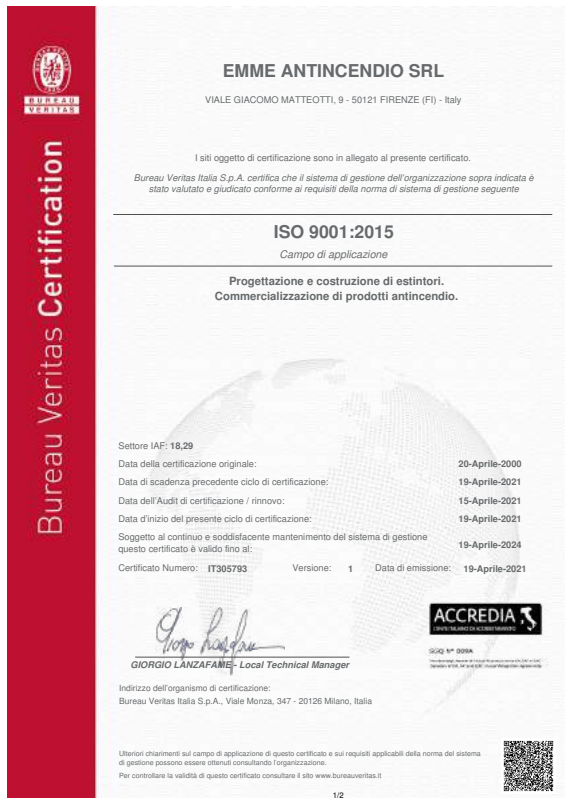 BUREAU
VERITAS
Bureau Veritas Certification
EMME ANTINCENDIO SRL
VIALE GIACOMO MATTEOTTI, 9 - 50121 FIRENZE (FI) - Italy
I siti oggetto di certificazione sono in allegato al presente certificato.
Bureau Veritas Italia S.p.A. certifica che il sistema di gestione dell'organizzazione sopra indicata è
stato valutato e giudicato conforme ai requisiti della norma di sistema di gestione seguente
ISO 9001:2015
Campo di applicazione
Progettazione e costruzione di estintori.
Commercializzazione di prodotti antincendio.
Settore IAF: 18,29
Data della certificazione originale: 20-Aprile-2000
Data di scadenza precedente ciclo di certificazione: 19-Aprile-2021
Data dell'Audit di certificazione / rinnovo: 15-Aprile-2021
Data d'inizio del presente ciclo di certificazione: 19-Aprile-2021
Soggetto al continuo e soddisfacente mantenimento del sistema di gestione
questo certificato è valido fino al: 19-Aprile-2024
Certificato Numero: IT305793 Versione: 1 Data di emissione: 19-Aprile-2021
ACCREDIA
L'ENTE ITALIANO DI ACCREDITAMENTO
SGQ N° 009A
GIORGIO LANZAFAME - Local Technical Manager
Indirizzo dell'organismo di certificazione:
Bureau Veritas Italia S.p.A., Viale Monza, 347 - 20126 Milano, Italia
Ulteriori chiarimenti sul campo di applicazione di questo certificato e sui requisiti applicabili della norma del sistema
di gestione possono essere ottenuti consultando l'organizzazione.
Per controllare la validità di questo certificato consultare il sito www.bureauveritas.it
1/2